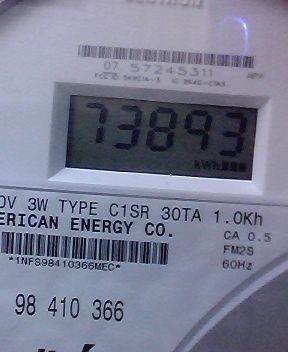 07 57245311
73893
kWh
0V 3W TYPE C1SR 30TA 1.0Kh
ERICAN ENERGY CO.
CA 0.5
*1NFS98410366MEC*
FM2S
60Hz
98 410 366